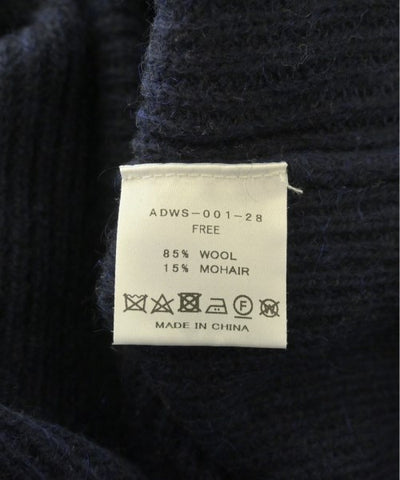 ADWS-001-28
FREE
85% WOOL
15% MOHAIR
F W
MADE IN CHINA